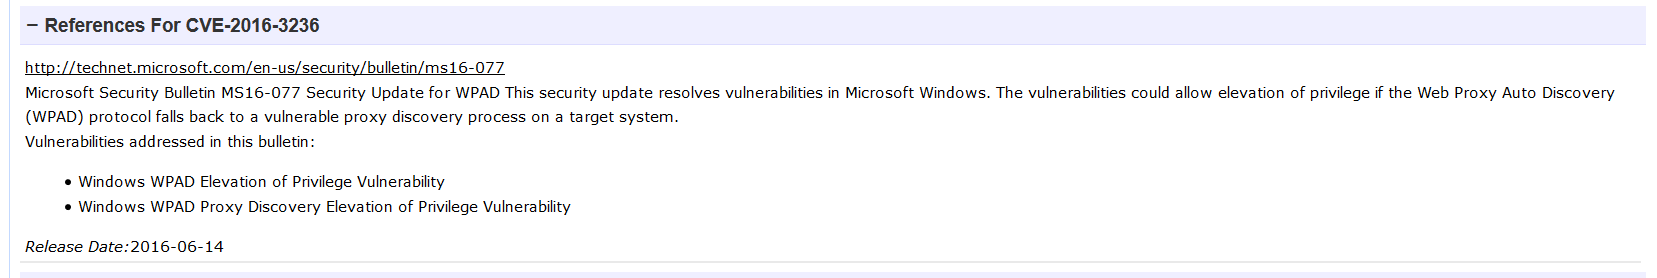 − References For CVE-2016-3236
http://technet.microsoft.com/en-us/security/bulletin/ms16-077
Microsoft Security Bulletin MS16-077 Security Update for WPAD This security update resolves vulnerabilities in Microsoft Windows. The vulnerabilities could allow elevation of privilege if the Web Proxy Auto Discovery
(WPAD) protocol falls back to a vulnerable proxy discovery process on a target system.
Vulnerabilities addressed in this bulletin:
• Windows WPAD Elevation of Privilege Vulnerability
• Windows WPAD Proxy Discovery Elevation of Privilege Vulnerability
Release Date:2016-06-14